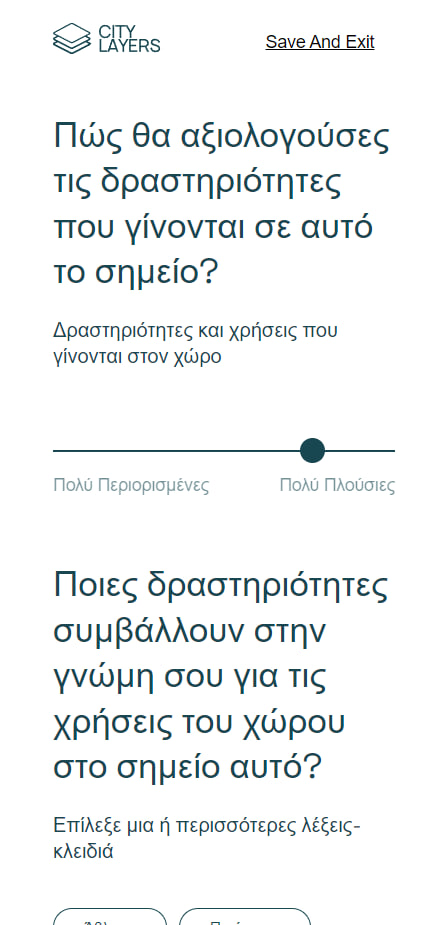 CITY
LAYERS
Save And Exit
Πώς θα αξιολογούσες
τις δραστηριότητες
που γίνονται σε αυτό
το σημείο?
Δραστηριότητες και χρήσεις που
γίνονται στον χώρο
Πολύ Περιορισμένες
Πολύ Πλούσιες
Ποιες δραστηριότητες
συμβάλλουν στην
γνώμη σου για τις
χρήσεις του χώρου
στο σημείο αυτό?
Επίλεξε μια ή περισσότερες λέξεις-
κλειδιά